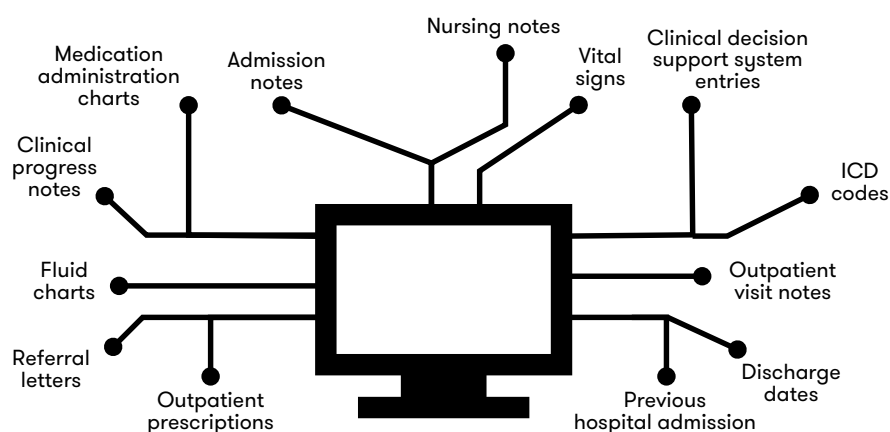 Medication
administration
charts
Admission
notes
Nursing notes
Vital
signs
Clinical decision
support system
entries
Clinical
progress
notes
ICD
codes
Fluid
charts
Outpatient
visit notes
Referral
letters
Outpatient
prescriptions
Previous
hospital admission
Discharge
dates